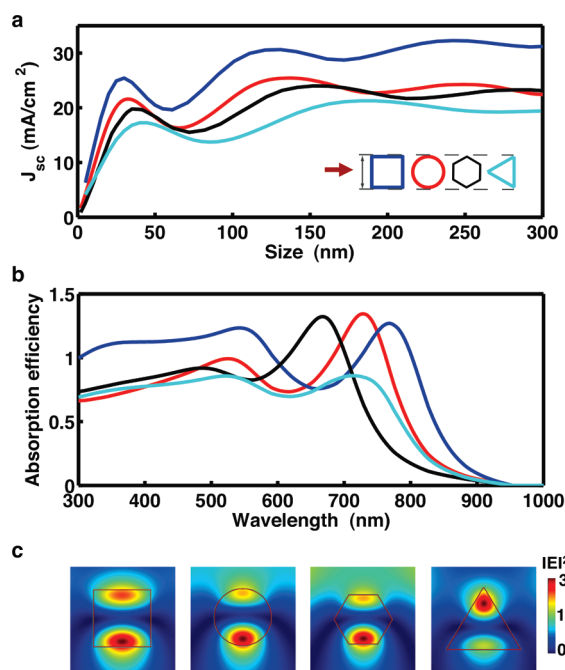 a
J_sc (mA/cm²)
30
20
10
0
0 50 100 150 200 250 300
Size (nm)
b
Absorption efficiency
1.5
1
0.5
0
300 400 500 600 700 800 900 1000
Wavelength (nm)
c
|E|²
3
0